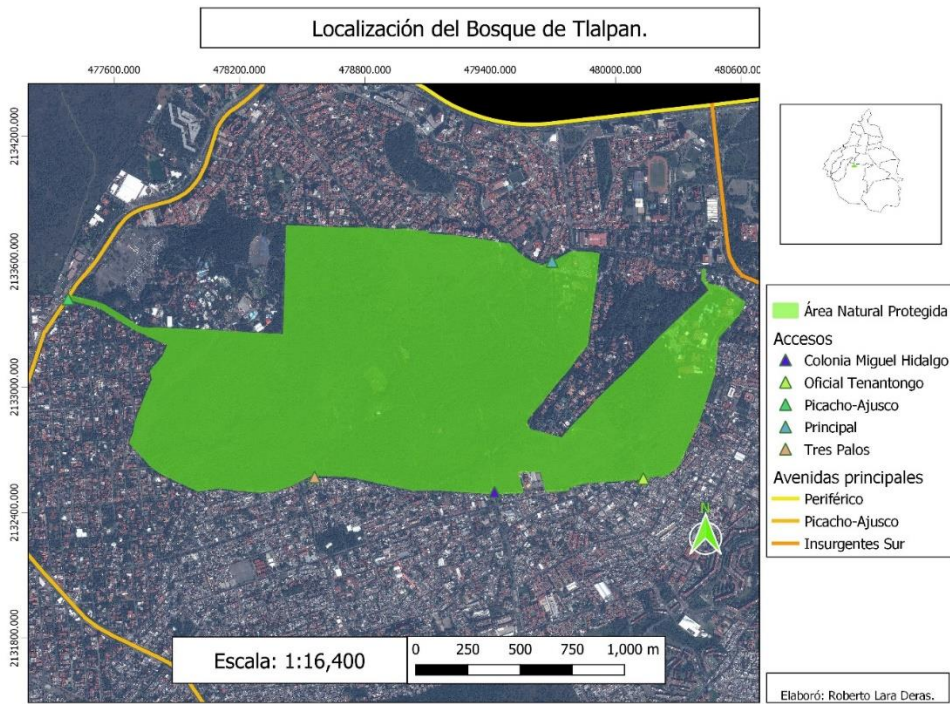 Localización del Bosque de Tlalpan.
477600.000 478200.000 478800.000 479400.000 480000.000 480600.000
2134200.000
2133600.000
2133000.000
2132400.000
2131800.000
Área Natural Protegida
Accesos
Colonia Miguel Hidalgo
Oficial Tenantongo
Picacho-Ajusco
Principal
Tres Palos
Avenidas principales
Periférico
Picacho-Ajusco
Insurgentes Sur
N
Escala: 1:16,400
0 250 500 750 1,000 m
Elaboró: Roberto Lara Deras.